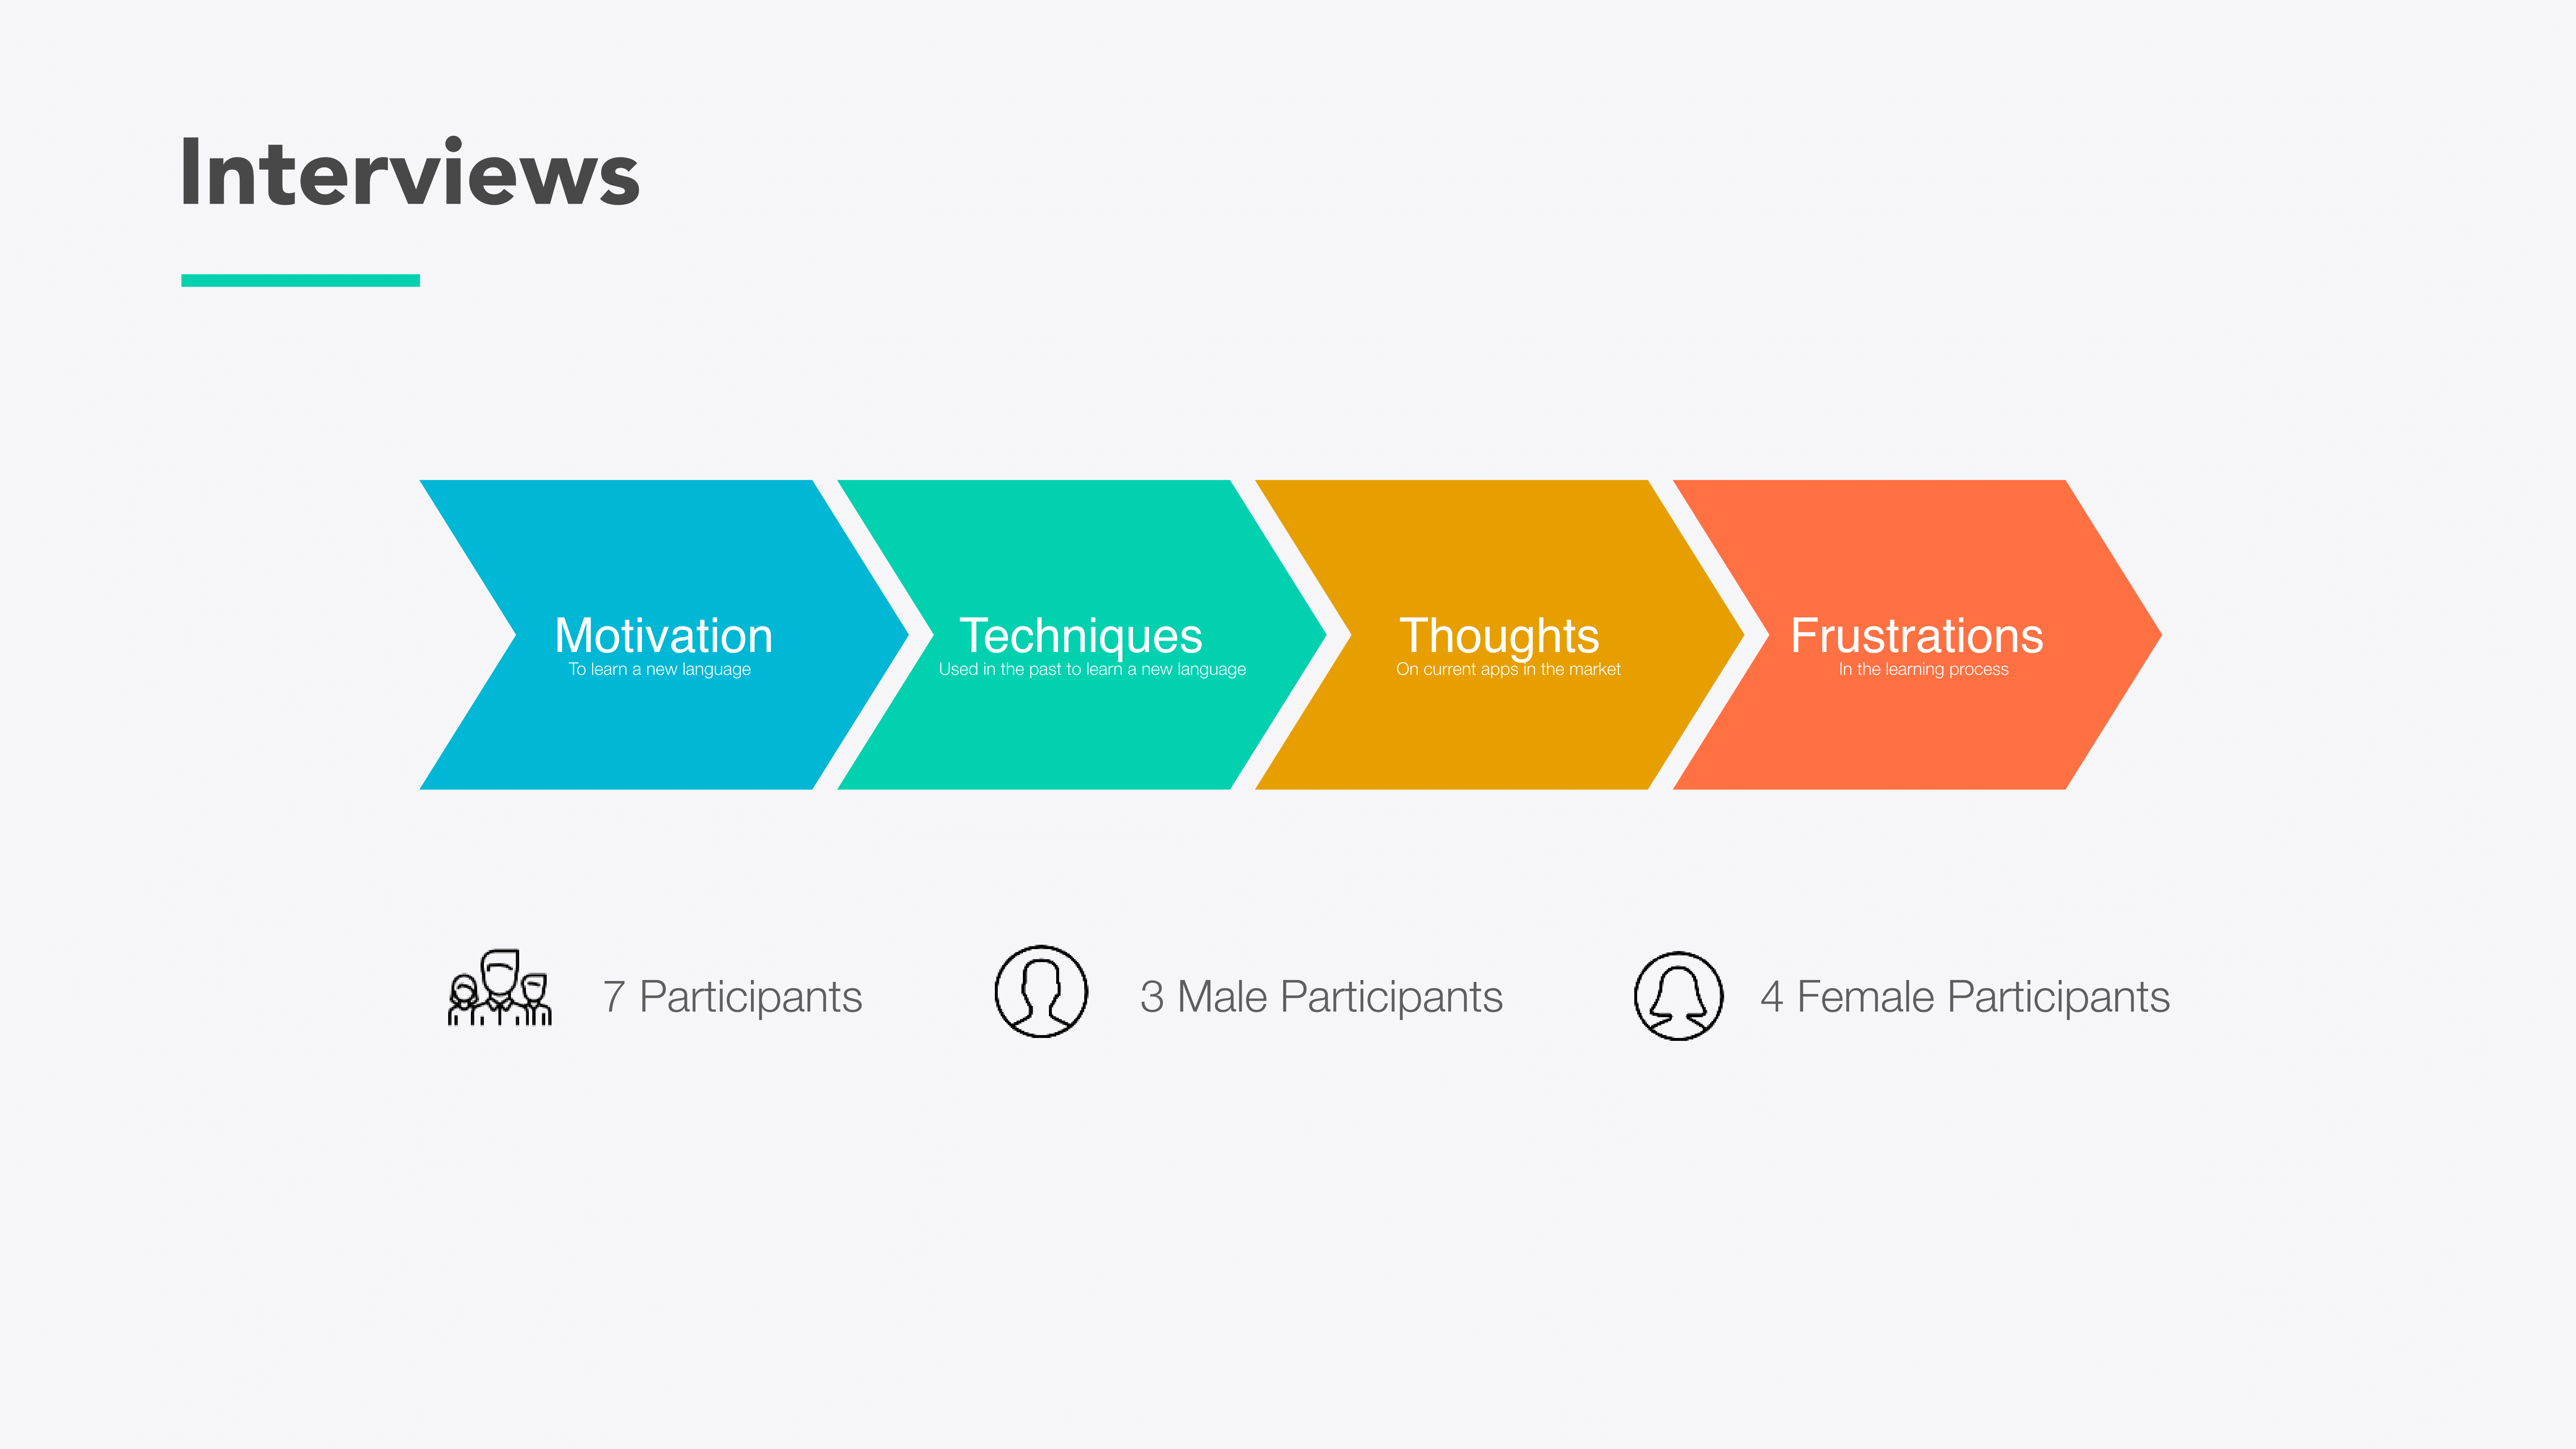 Interviews
Motivation
To learn a new language
Techniques
Used in the past to learn a new language
Thoughts
On current apps in the market
Frustrations
In the learning process
7 Participants
3 Male Participants
4 Female Participants